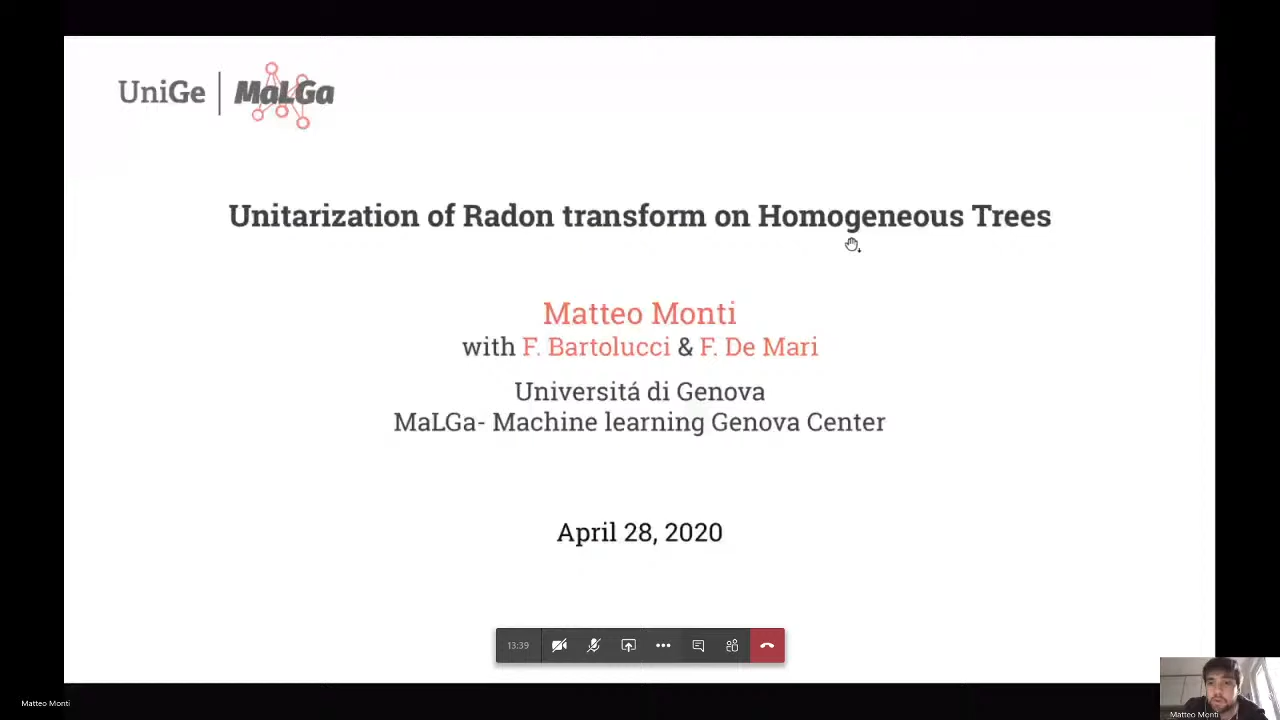 UniGe | MaLGa
Unitarization of Radon transform on Homogeneous Trees
Matteo Monti
with F. Bartolucci & F. De Mari
Universitá di Genova
MaLGa- Machine learning Genova Center
April 28, 2020
13:39
Matteo Monti
Matteo Monti